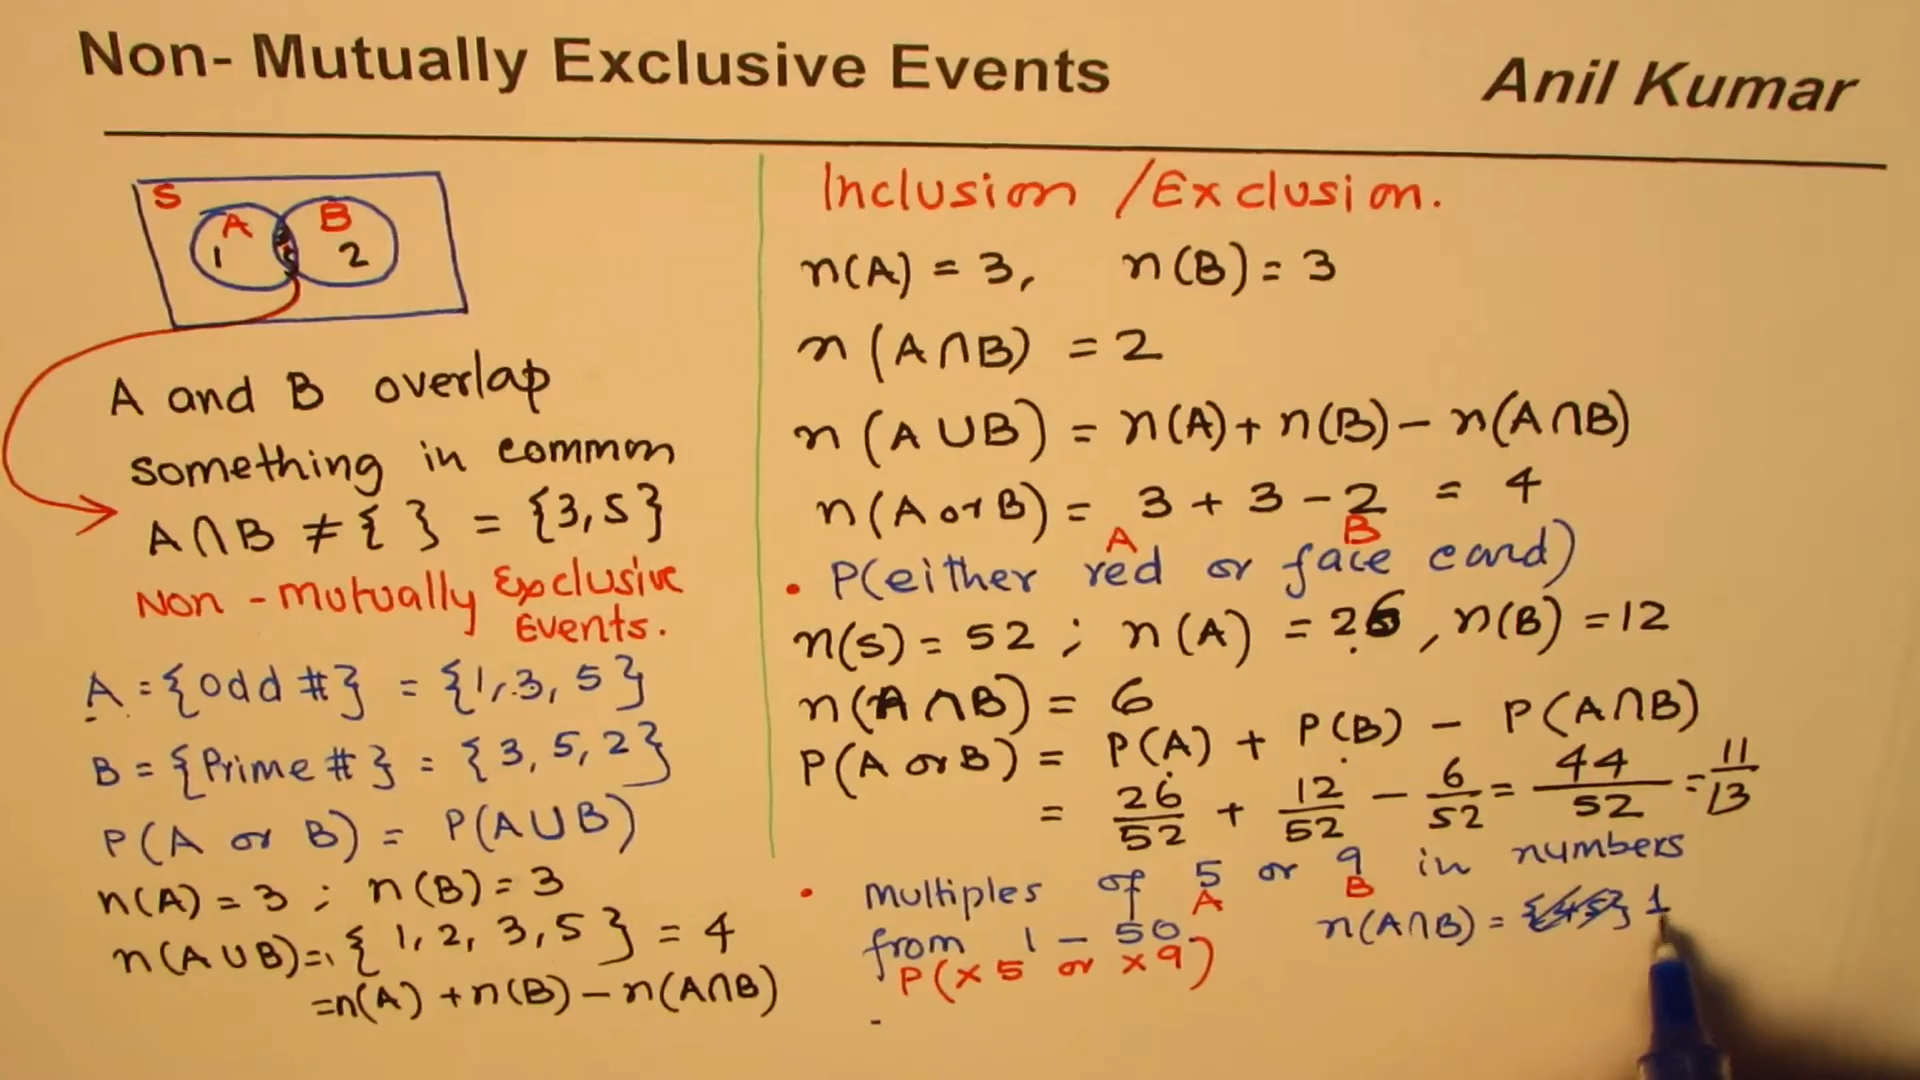 Non- Mutually Exclusive Events
Anil Kumar
S
A B
1 2
A and B overlap
something in common
A∩B ≠ { } = {3,5}
Non - Mutually Exclusive
Events.
A = {Odd #} = {1, 3, 5}
B = {Prime #} = {3, 5, 2}
P(A or B) = P(A∪B)
n(A) = 3 ; n(B) = 3
n(A∪B) = { 1, 2, 3, 5 } = 4
= n(A) + n(B) - n(A∩B)
Inclusion / Exclusion.
n(A) = 3, n(B) = 3
n(A∩B) = 2
n(A∪B) = n(A) + n(B) - n(A∩B)
n(A or B) = 3 + 3 - 2 = 4
A B
• P(either red or face card)
n(S) = 52 ; n(A) = 26, n(B) = 12
n(A∩B) = 6
P(A or B) = P(A) + P(B) - P(A∩B)
= 26/52 + 12/52 - 6/52 = 44/52 = 11/13
• multiples of 5 or 9 in numbers
A B
from 1 - 50 n(A∩B) = {45} 1
P(×5 or ×9)